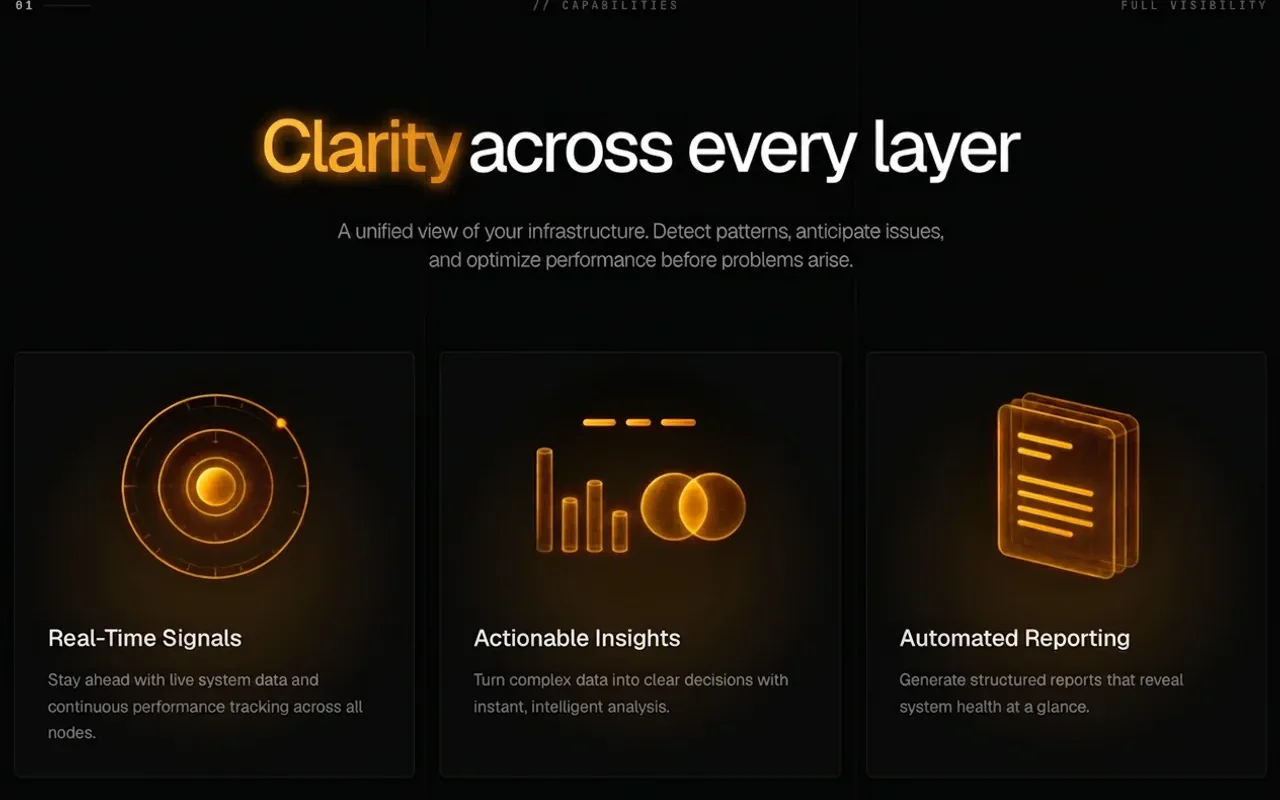 01
// CAPABILITIES
FULL VISIBILITY
Clarity across every layer
A unified view of your infrastructure. Detect patterns, anticipate issues,
and optimize performance before problems arise.
Real-Time Signals
Stay ahead with live system data and
continuous performance tracking across all
nodes.
Actionable Insights
Turn complex data into clear decisions with
instant, intelligent analysis.
Automated Reporting
Generate structured reports that reveal
system health at a glance.